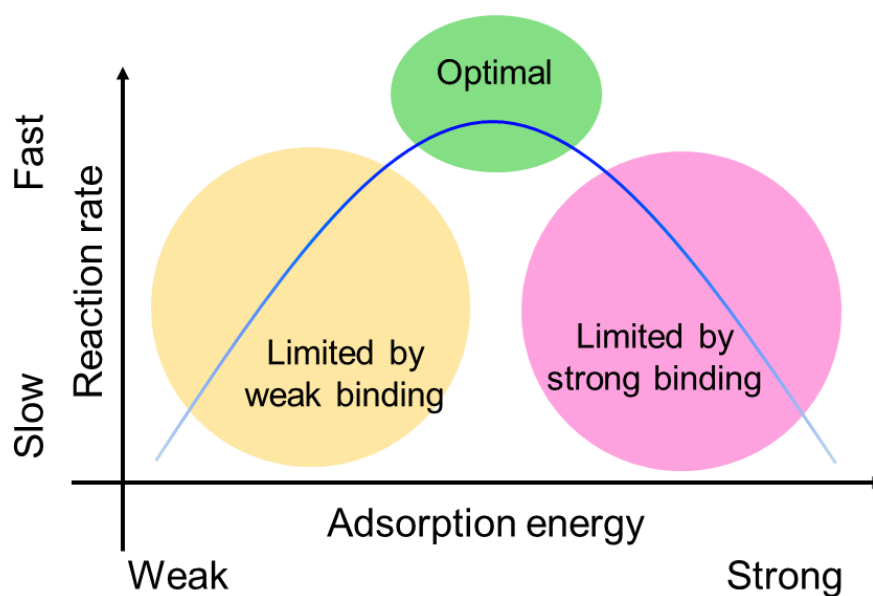 Optimal
Fast
Slow
Reaction rate
Limited by
weak binding
Limited by
strong binding
Adsorption energy
Weak
Strong